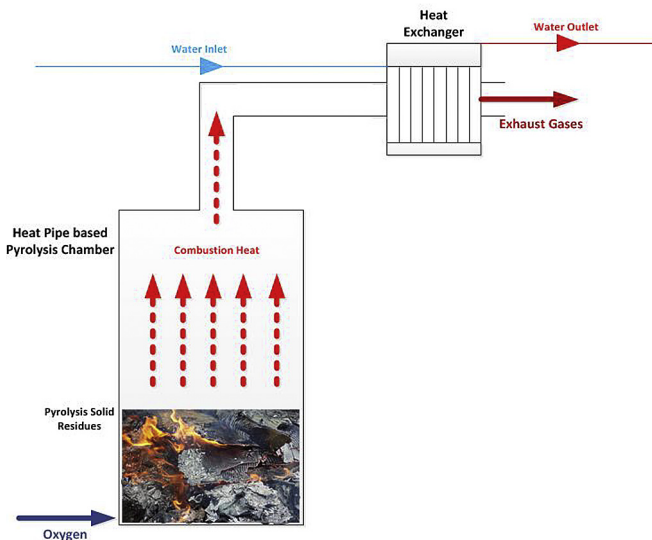 Heat
Exchanger
Water Inlet
Water Outlet
Exhaust Gases
Heat Pipe based
Pyrolysis Chamber
Combustion Heat
Pyrolysis Solid
Residues
Oxygen